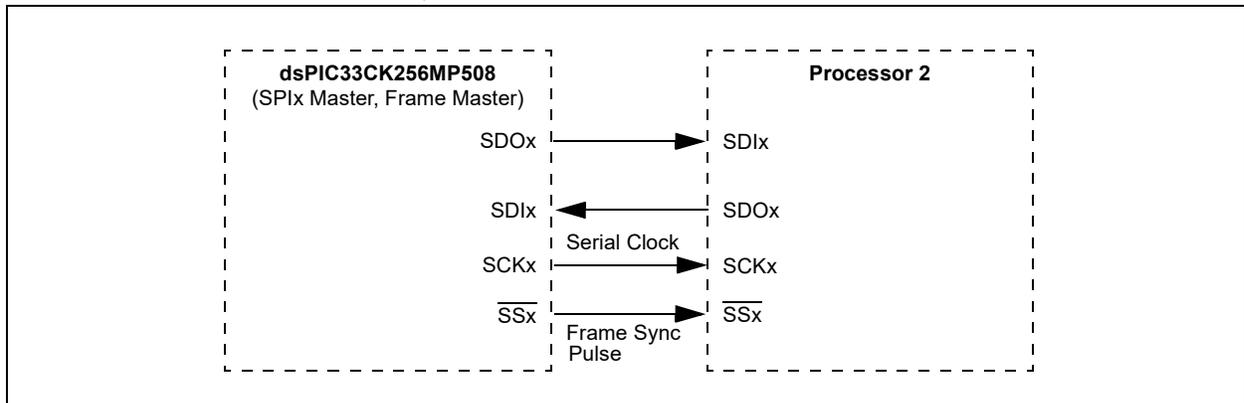 dsPIC33CK256MP508
(SPIx Master, Frame Master)
Processor 2
SDOx
SDIx
SDIx
SDOx
Serial Clock
SCKx
SCKx
SSx
SSx
Frame Sync
Pulse